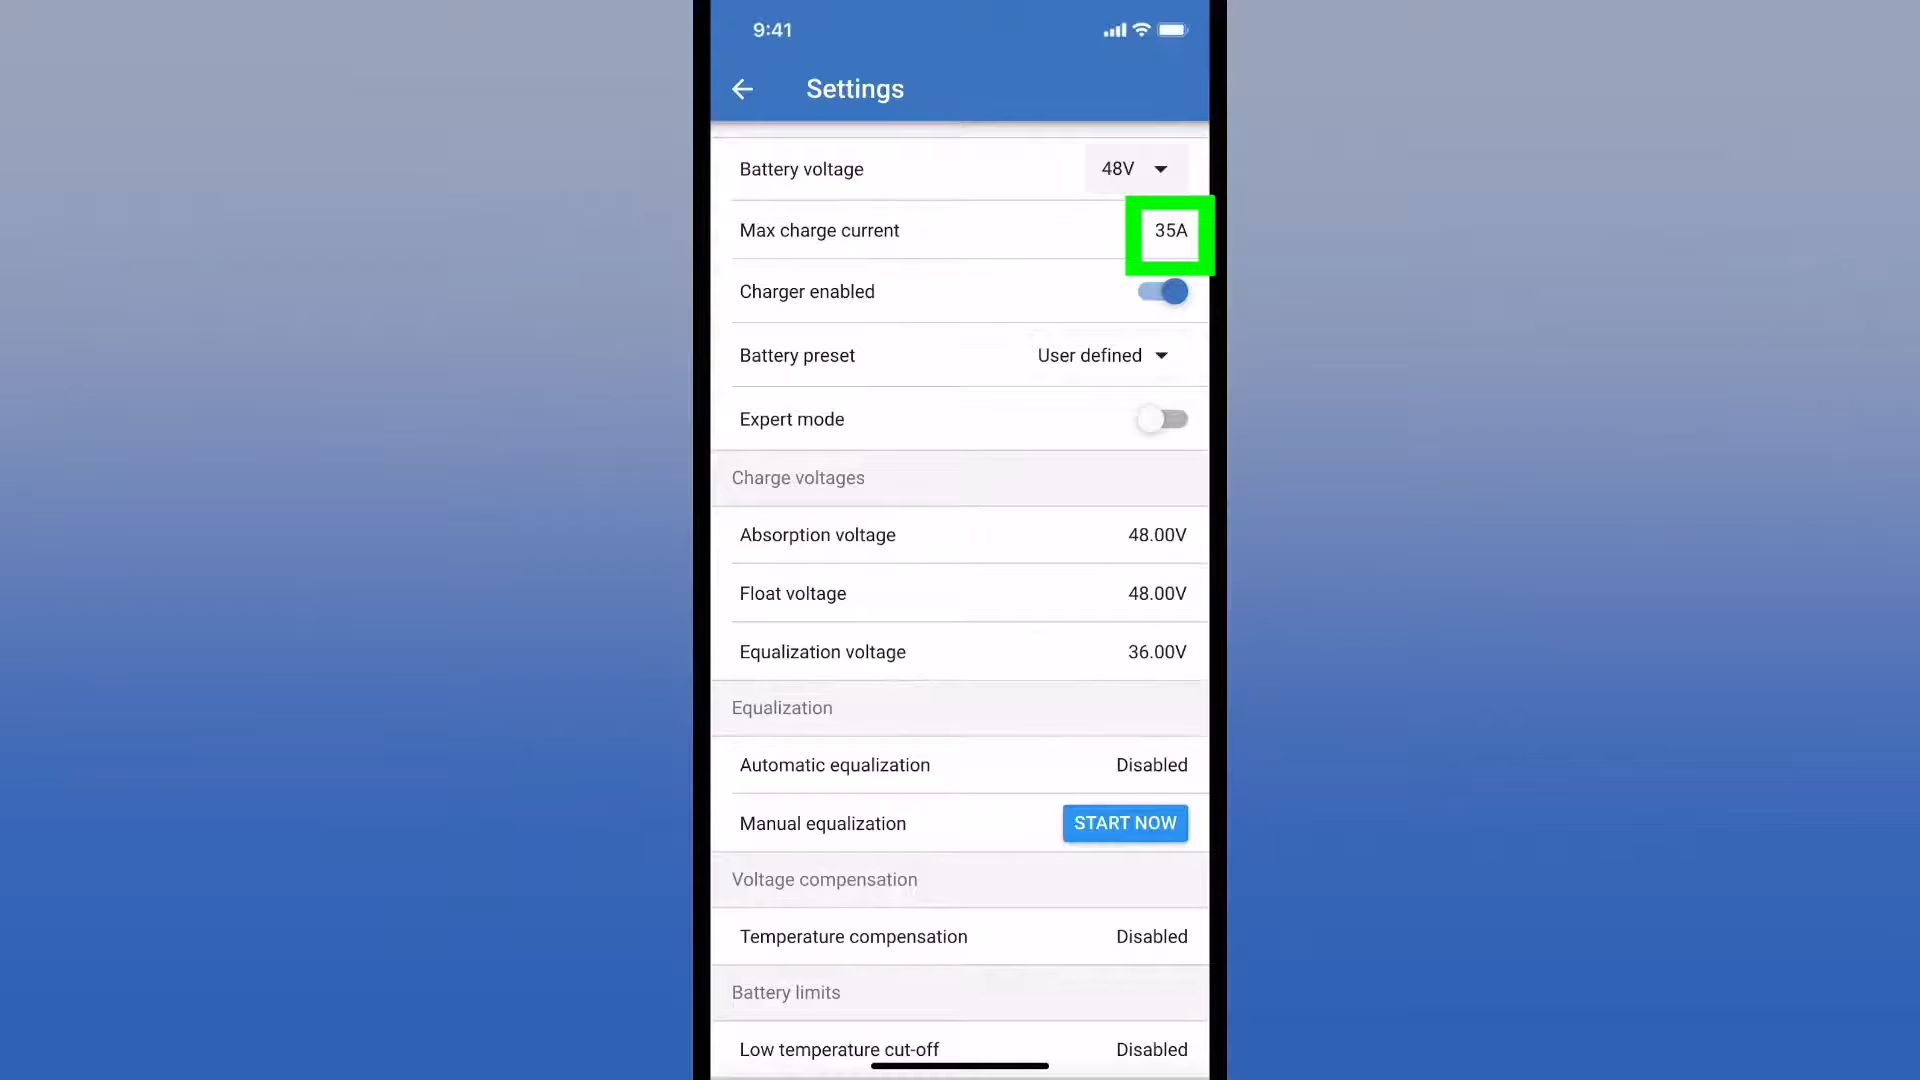 9:41
Settings
Battery voltage 48V
Max charge current 35A
Charger enabled
Battery preset User defined
Expert mode
Charge voltages
Absorption voltage 48.00V
Float voltage 48.00V
Equalization voltage 36.00V
Equalization
Automatic equalization Disabled
Manual equalization START NOW
Voltage compensation
Temperature compensation Disabled
Battery limits
Low temperature cut-off Disabled